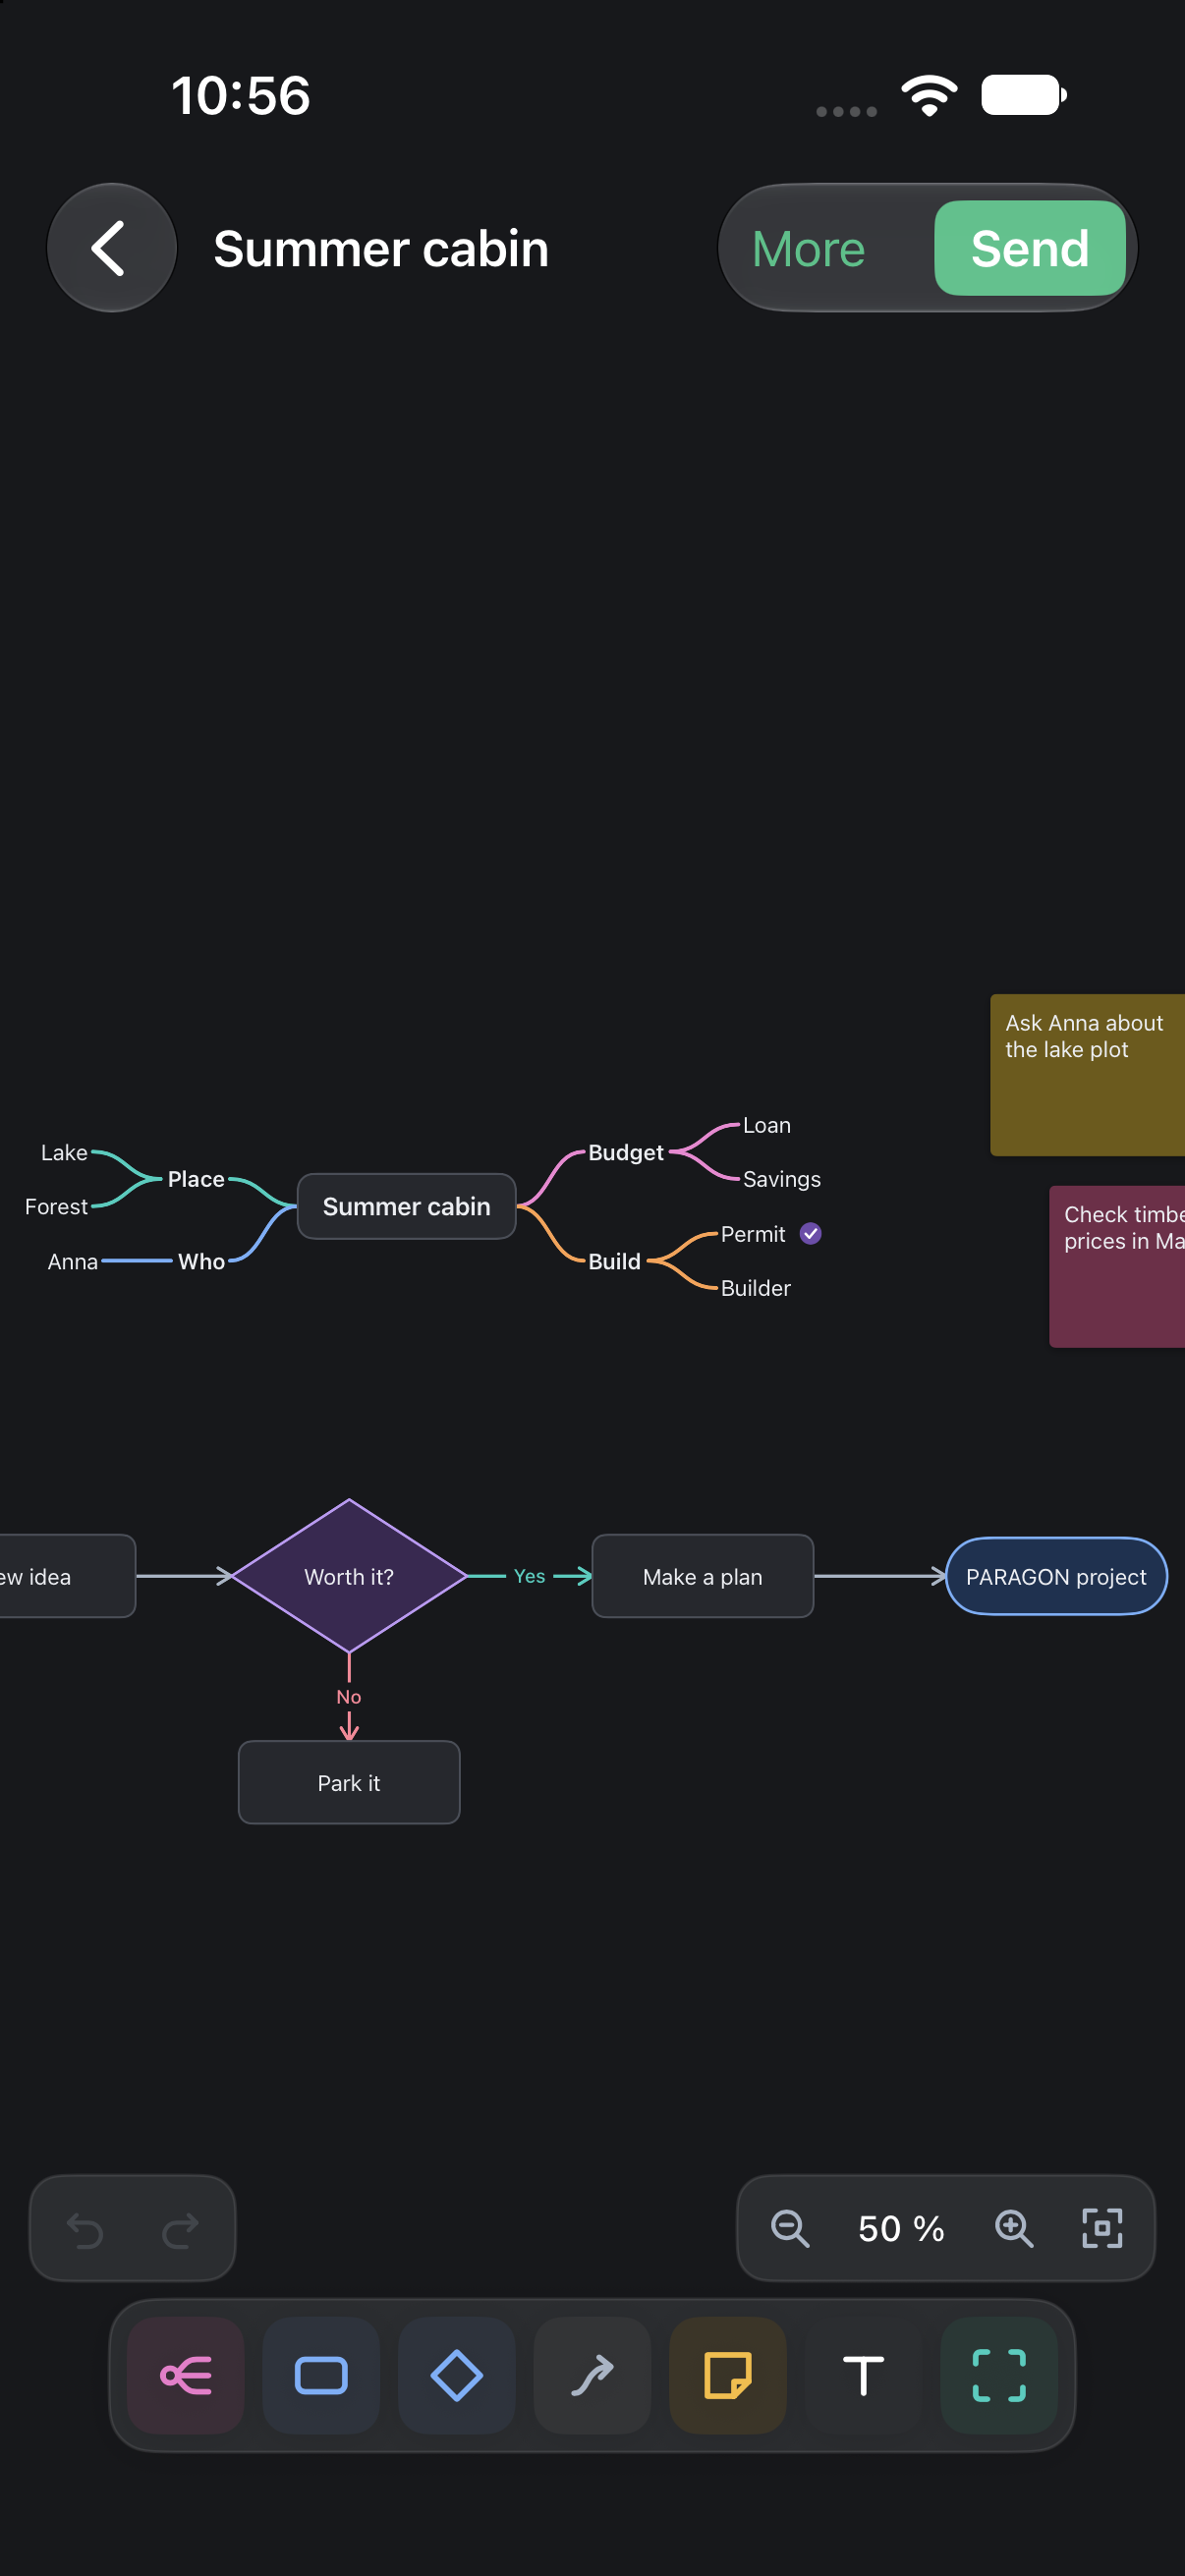 10:56
Summer cabin
More
Send
Ask Anna about
the lake plot
Loan
Lake
Budget
Place
Savings
Forest
Summer cabin
Check timbe
prices in Ma
Permit
Anna
Who
Build
Builder
ew idea
Worth it?
Yes
Make a plan
PARAGON project
No
Park it
50 %